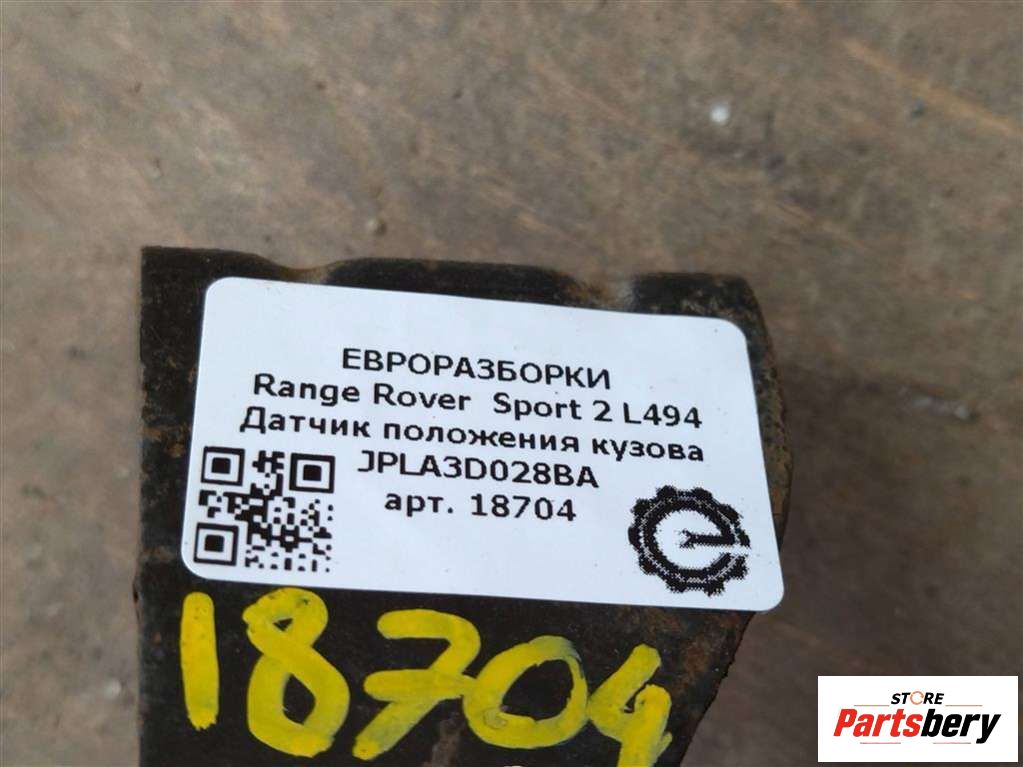 ЕВРОРАЗБОРКИ
Range Rover Sport 2 L494
Датчик положения кузова
JPLA3D028BA
арт. 18704
18704
STORE
Partsbery